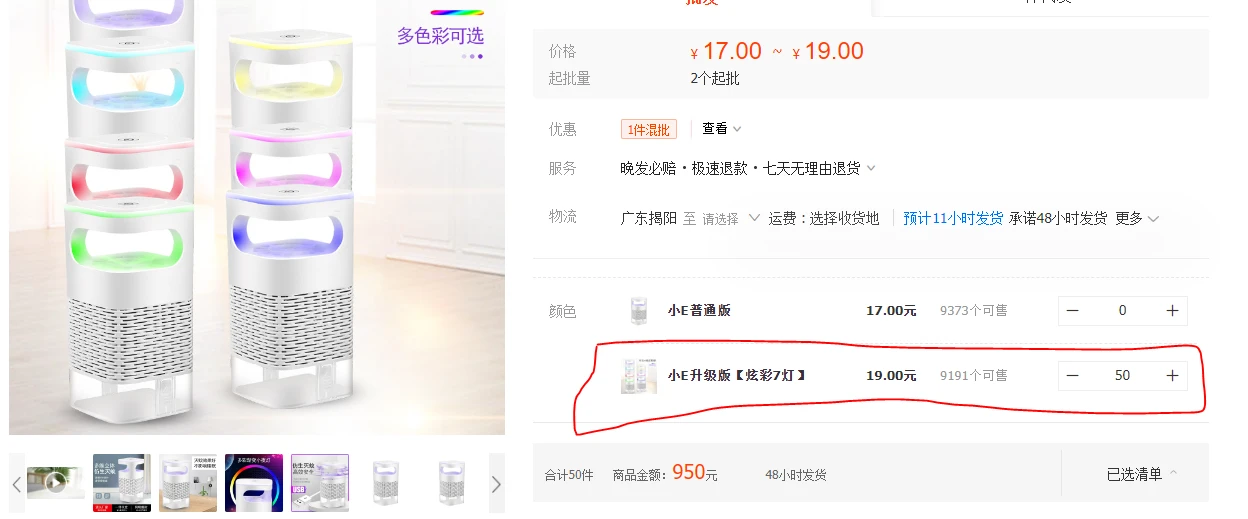 多色彩可选
批发
价格 ¥ 17.00 ~ ¥ 19.00
起批量 2个起批
优惠 1件混批 查看
服务 晚发必赔·极速退款·七天无理由退货
物流 广东揭阳 至 请选择 运费：选择收货地 预计11小时发货 承诺48小时发货 更多
颜色 小E普通版 17.00元 9373个可售 — 0 +
小E升级版【炫彩7灯】 19.00元 9191个可售 — 50 +
USB
合计50件 商品金额：950元 48小时发货 已选清单